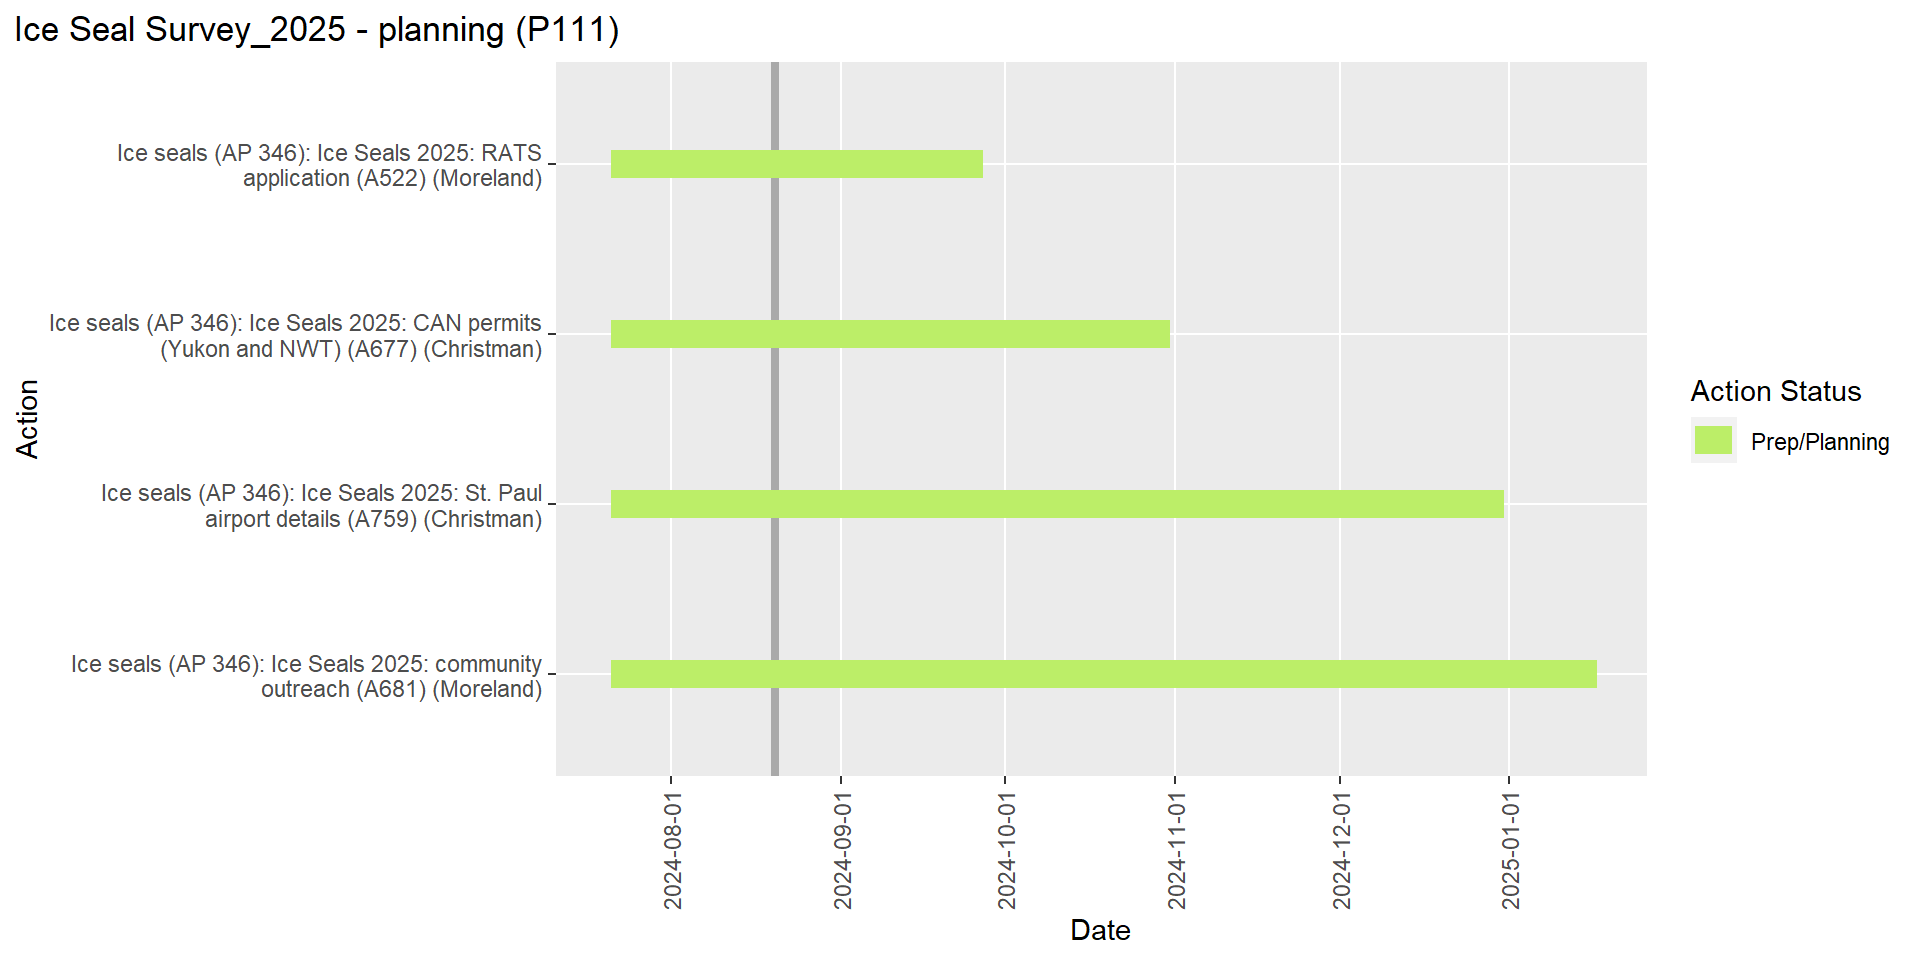 Ice Seal Survey_2025 - planning (P111)
Ice seals (AP 346): Ice Seals 2025: RATS
application (A522) (Moreland)
Ice seals (AP 346): Ice Seals 2025: CAN permits
(Yukon and NWT) (A677) (Christman)
Ice seals (AP 346): Ice Seals 2025: St. Paul
airport details (A759) (Christman)
Ice seals (AP 346): Ice Seals 2025: community
outreach (A681) (Moreland)
Action
2024-08-01
2024-09-01
2024-10-01
2024-11-01
2024-12-01
2025-01-01
Date
Action Status
Prep/Planning